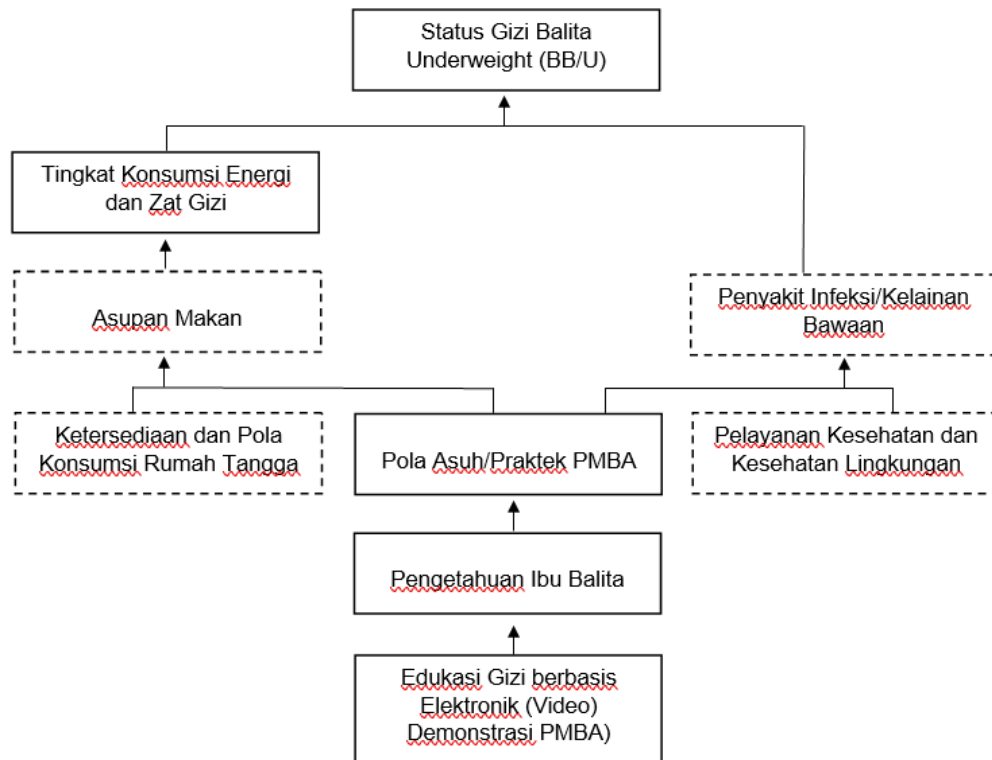 Status Gizi Balita
Underweight (BB/U)
Tingkat Konsumsi Energi
dan Zat Gizi
Asupan Makan
Penyakit Infeksi/Kelainan
Bawaan
Ketersediaan dan Pola
Konsumsi Rumah Tangga
Pola Asuh/Praktek PMBA
Pelayanan Kesehatan dan
Kesehatan Lingkungan
Pengetahuan Ibu Balita
Edukasi Gizi berbasis
Elektronik (Video)
Demonstrasi PMBA)